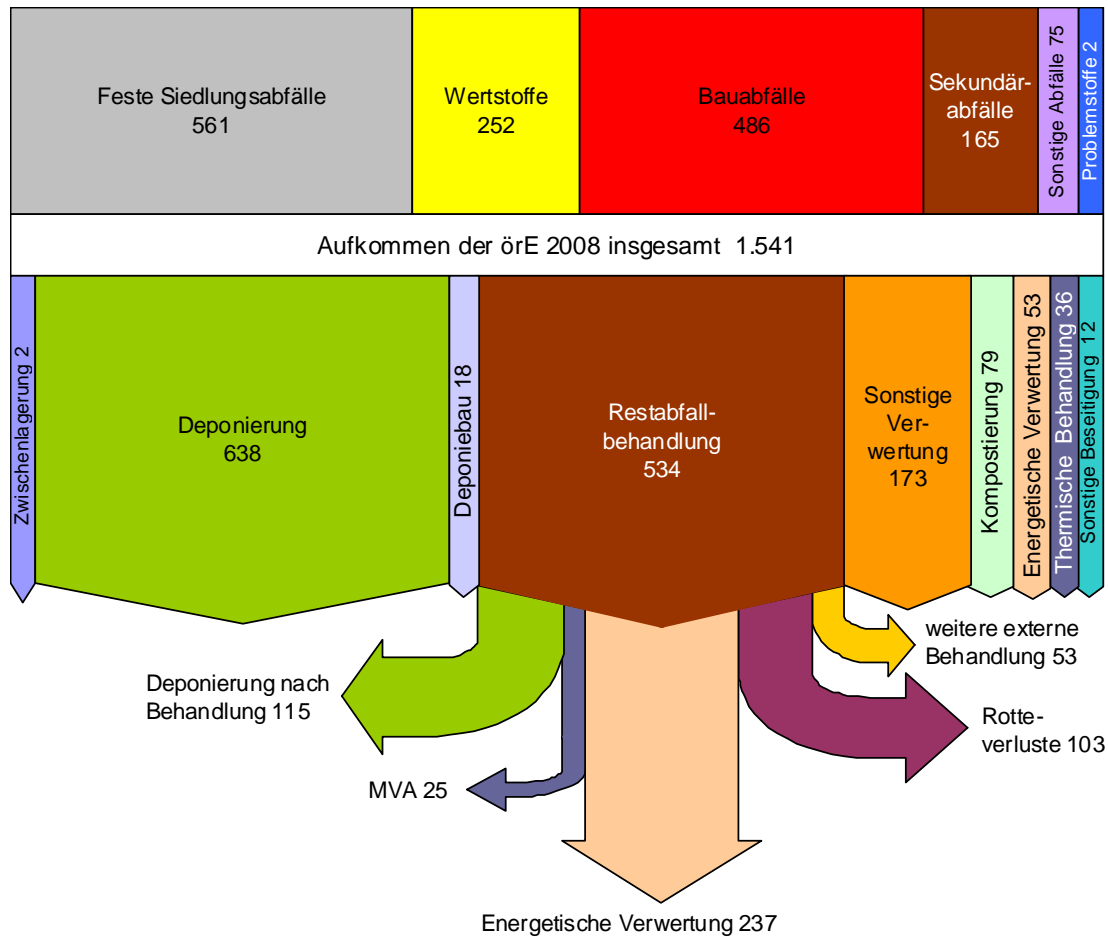 Feste Siedlungsabfälle
561
Wertstoffe
252
Bauabfälle
486
Sekundär-
abfälle
165
Sonstige Abfälle 75
Problemstoffe 2
Aufkommen der örE 2008 insgesamt 1.541
Zwischenlagerung 2
Deponierung
638
Deponiebau 18
Restabfall-
behandlung
534
Sonstige
Ver-
wertung
173
Kompostierung 79
Energetische Verwertung 53
Thermische Behandlung 36
Sonstige Beseitigung 12
weitere externe
Behandlung 53
Deponierung nach
Behandlung 115
Rotte-
verluste 103
MVA 25
Energetische Verwertung 237